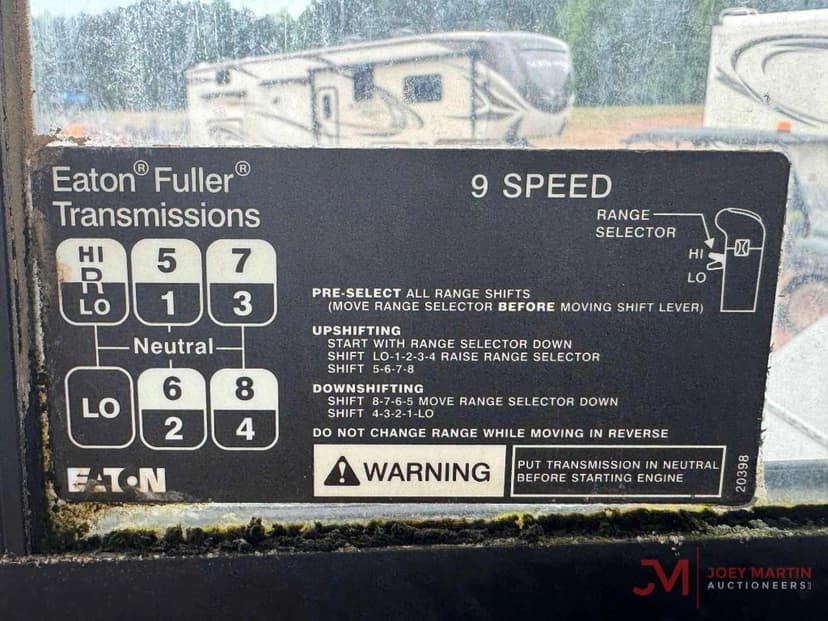 Eaton® Fuller®
Transmissions
9 SPEED
RANGE
SELECTOR
HI
LO
HI
R
LO
5
1
7
3
Neutral
LO
6
2
8
4
PRE-SELECT ALL RANGE SHIFTS
(MOVE RANGE SELECTOR BEFORE MOVING SHIFT LEVER)
UPSHIFTING
START WITH RANGE SELECTOR DOWN
SHIFT LO-1-2-3-4 RAISE RANGE SELECTOR
SHIFT 5-6-7-8
DOWNSHIFTING
SHIFT 8-7-6-5 MOVE RANGE SELECTOR DOWN
SHIFT 4-3-2-1-LO
DO NOT CHANGE RANGE WHILE MOVING IN REVERSE
EATON
WARNING
PUT TRANSMISSION IN NEUTRAL
BEFORE STARTING ENGINE
20398
JM
JOEY MARTIN
AUCTIONEERS